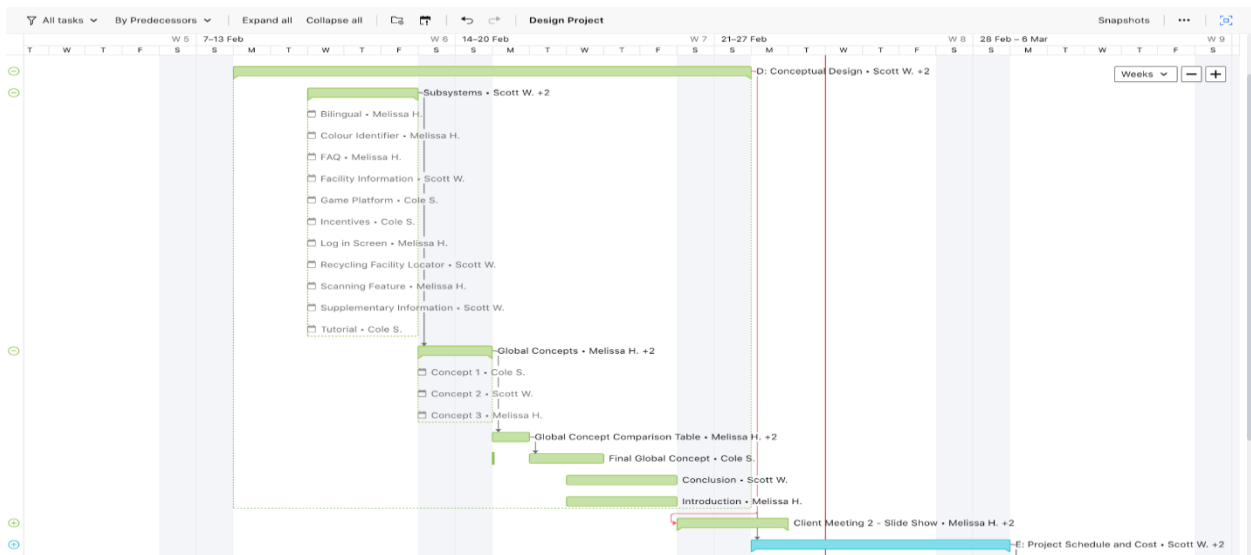 All tasks By Predecessors Expand all Collapse all Design Project Snapshots
W 5 7–13 Feb W 6 14–20 Feb W 7 21–27 Feb W 8 28 Feb – 6 Mar W 9
T W T F S S M T W T F S S M T W T F S S M T W T F S S M T W T F S
D: Conceptual Design • Scott W. +2
Weeks
Subsystems • Scott W. +2
Bilingual • Melissa H.
Colour Identifier • Melissa H.
FAQ • Melissa H.
Facility Information • Scott W.
Game Platform • Cole S.
Incentives • Cole S.
Log in Screen • Melissa H.
Recycling Facility Locator • Scott W.
Scanning Feature • Melissa H.
Supplementary Information • Scott W.
Tutorial • Cole S.
Global Concepts • Melissa H. +2
Concept 1 • Cole S.
Concept 2 • Scott W.
Concept 3 • Melissa H.
Global Concept Comparison Table • Melissa H. +2
Final Global Concept • Cole S.
Conclusion • Scott W.
Introduction • Melissa H.
Client Meeting 2 - Slide Show • Melissa H. +2
E: Project Schedule and Cost • Scott W. +2